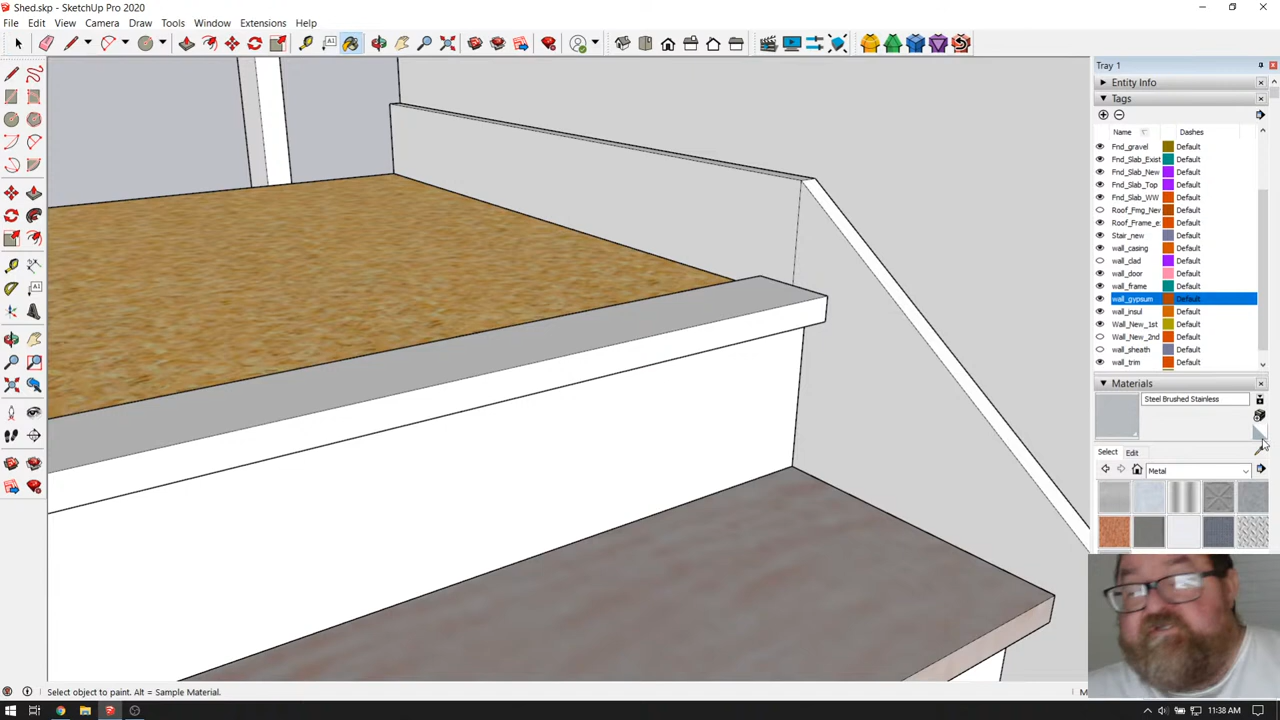 Shed.skp - SketchUp Pro 2020
File Edit View Camera Draw Tools Window Extensions Help
Tray 1
Entity Info
Tags
Name Dashes
Fnd_gravel Default
Fnd_Slab_Exist Default
Fnd_Slab_New Default
Fnd_Slab_Top Default
Fnd_Slab_WW Default
Roof_Fmg_New Default
Roof_Frame_e: Default
Stair_new Default
wall_casing Default
wall_clad Default
wall_door Default
wall_frame Default
wall_gypsum Default
wall_insul Default
Wall_New_1st Default
Wall_New_2nd Default
wall_sheath Default
wall_trim Default
Materials
Steel Brushed Stainless
Select Edit
Metal
Select object to paint. Alt = Sample Material.
M
11:38 AM